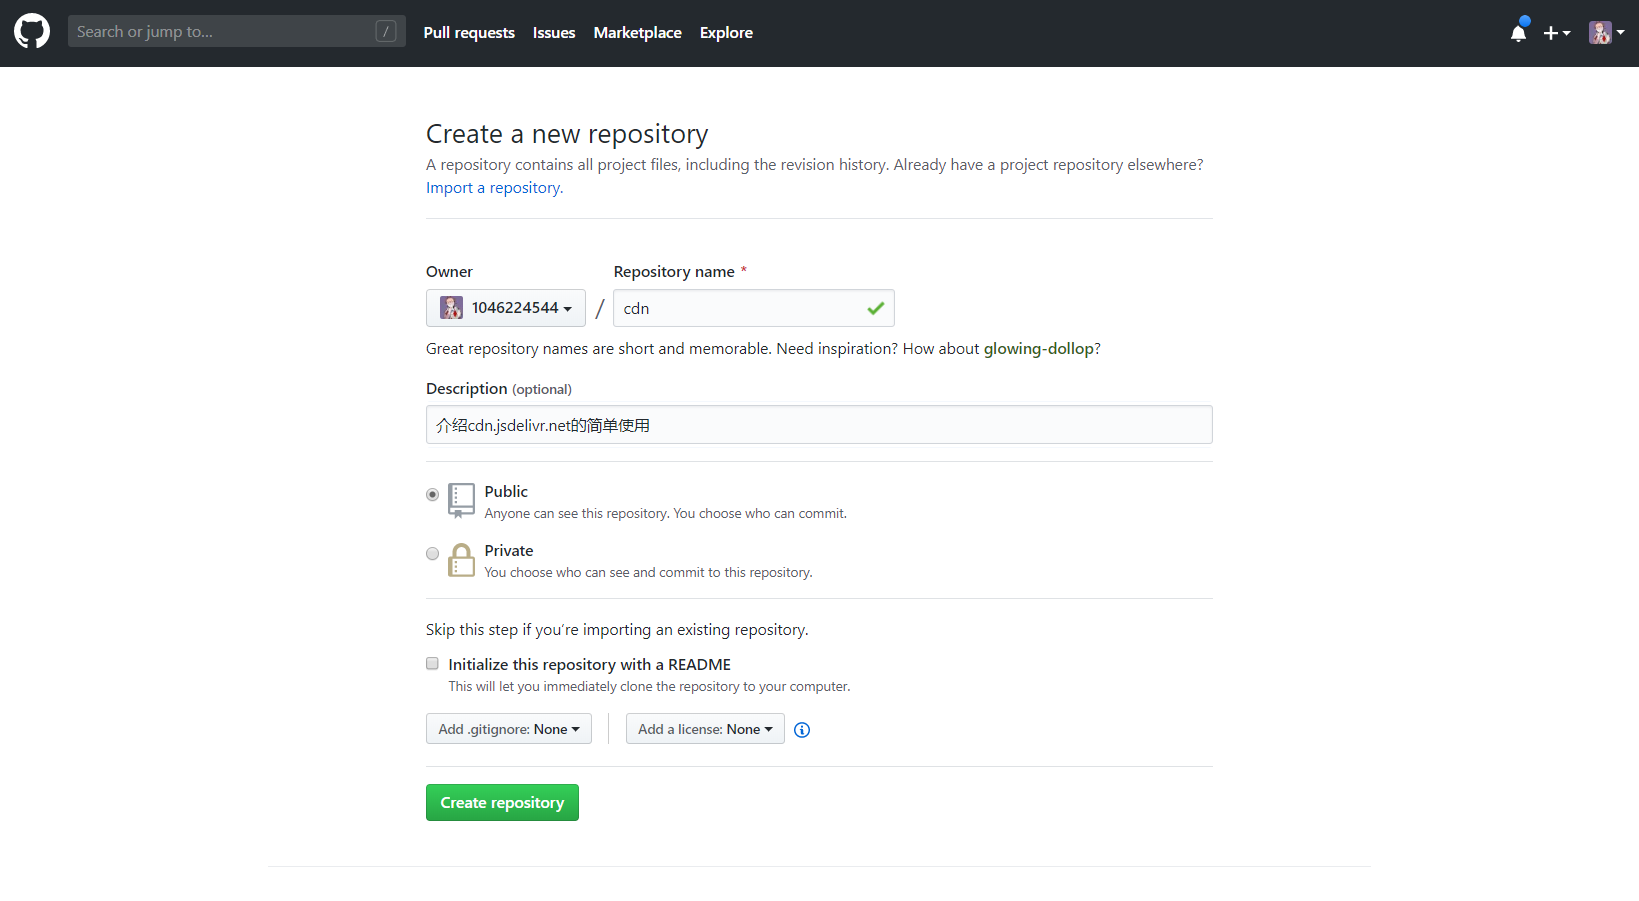 Search or jump to... /
Pull requests Issues Marketplace Explore
Create a new repository
A repository contains all project files, including the revision history. Already have a project repository elsewhere?
Import a repository.
Owner Repository name *
1046224544 / cdn
Great repository names are short and memorable. Need inspiration? How about glowing-dollop?
Description (optional)
介绍cdn.jsdelivr.net的简单使用
Public
Anyone can see this repository. You choose who can commit.
Private
You choose who can see and commit to this repository.
Skip this step if you’re importing an existing repository.
Initialize this repository with a README
This will let you immediately clone the repository to your computer.
Add .gitignore: None Add a license: None
Create repository